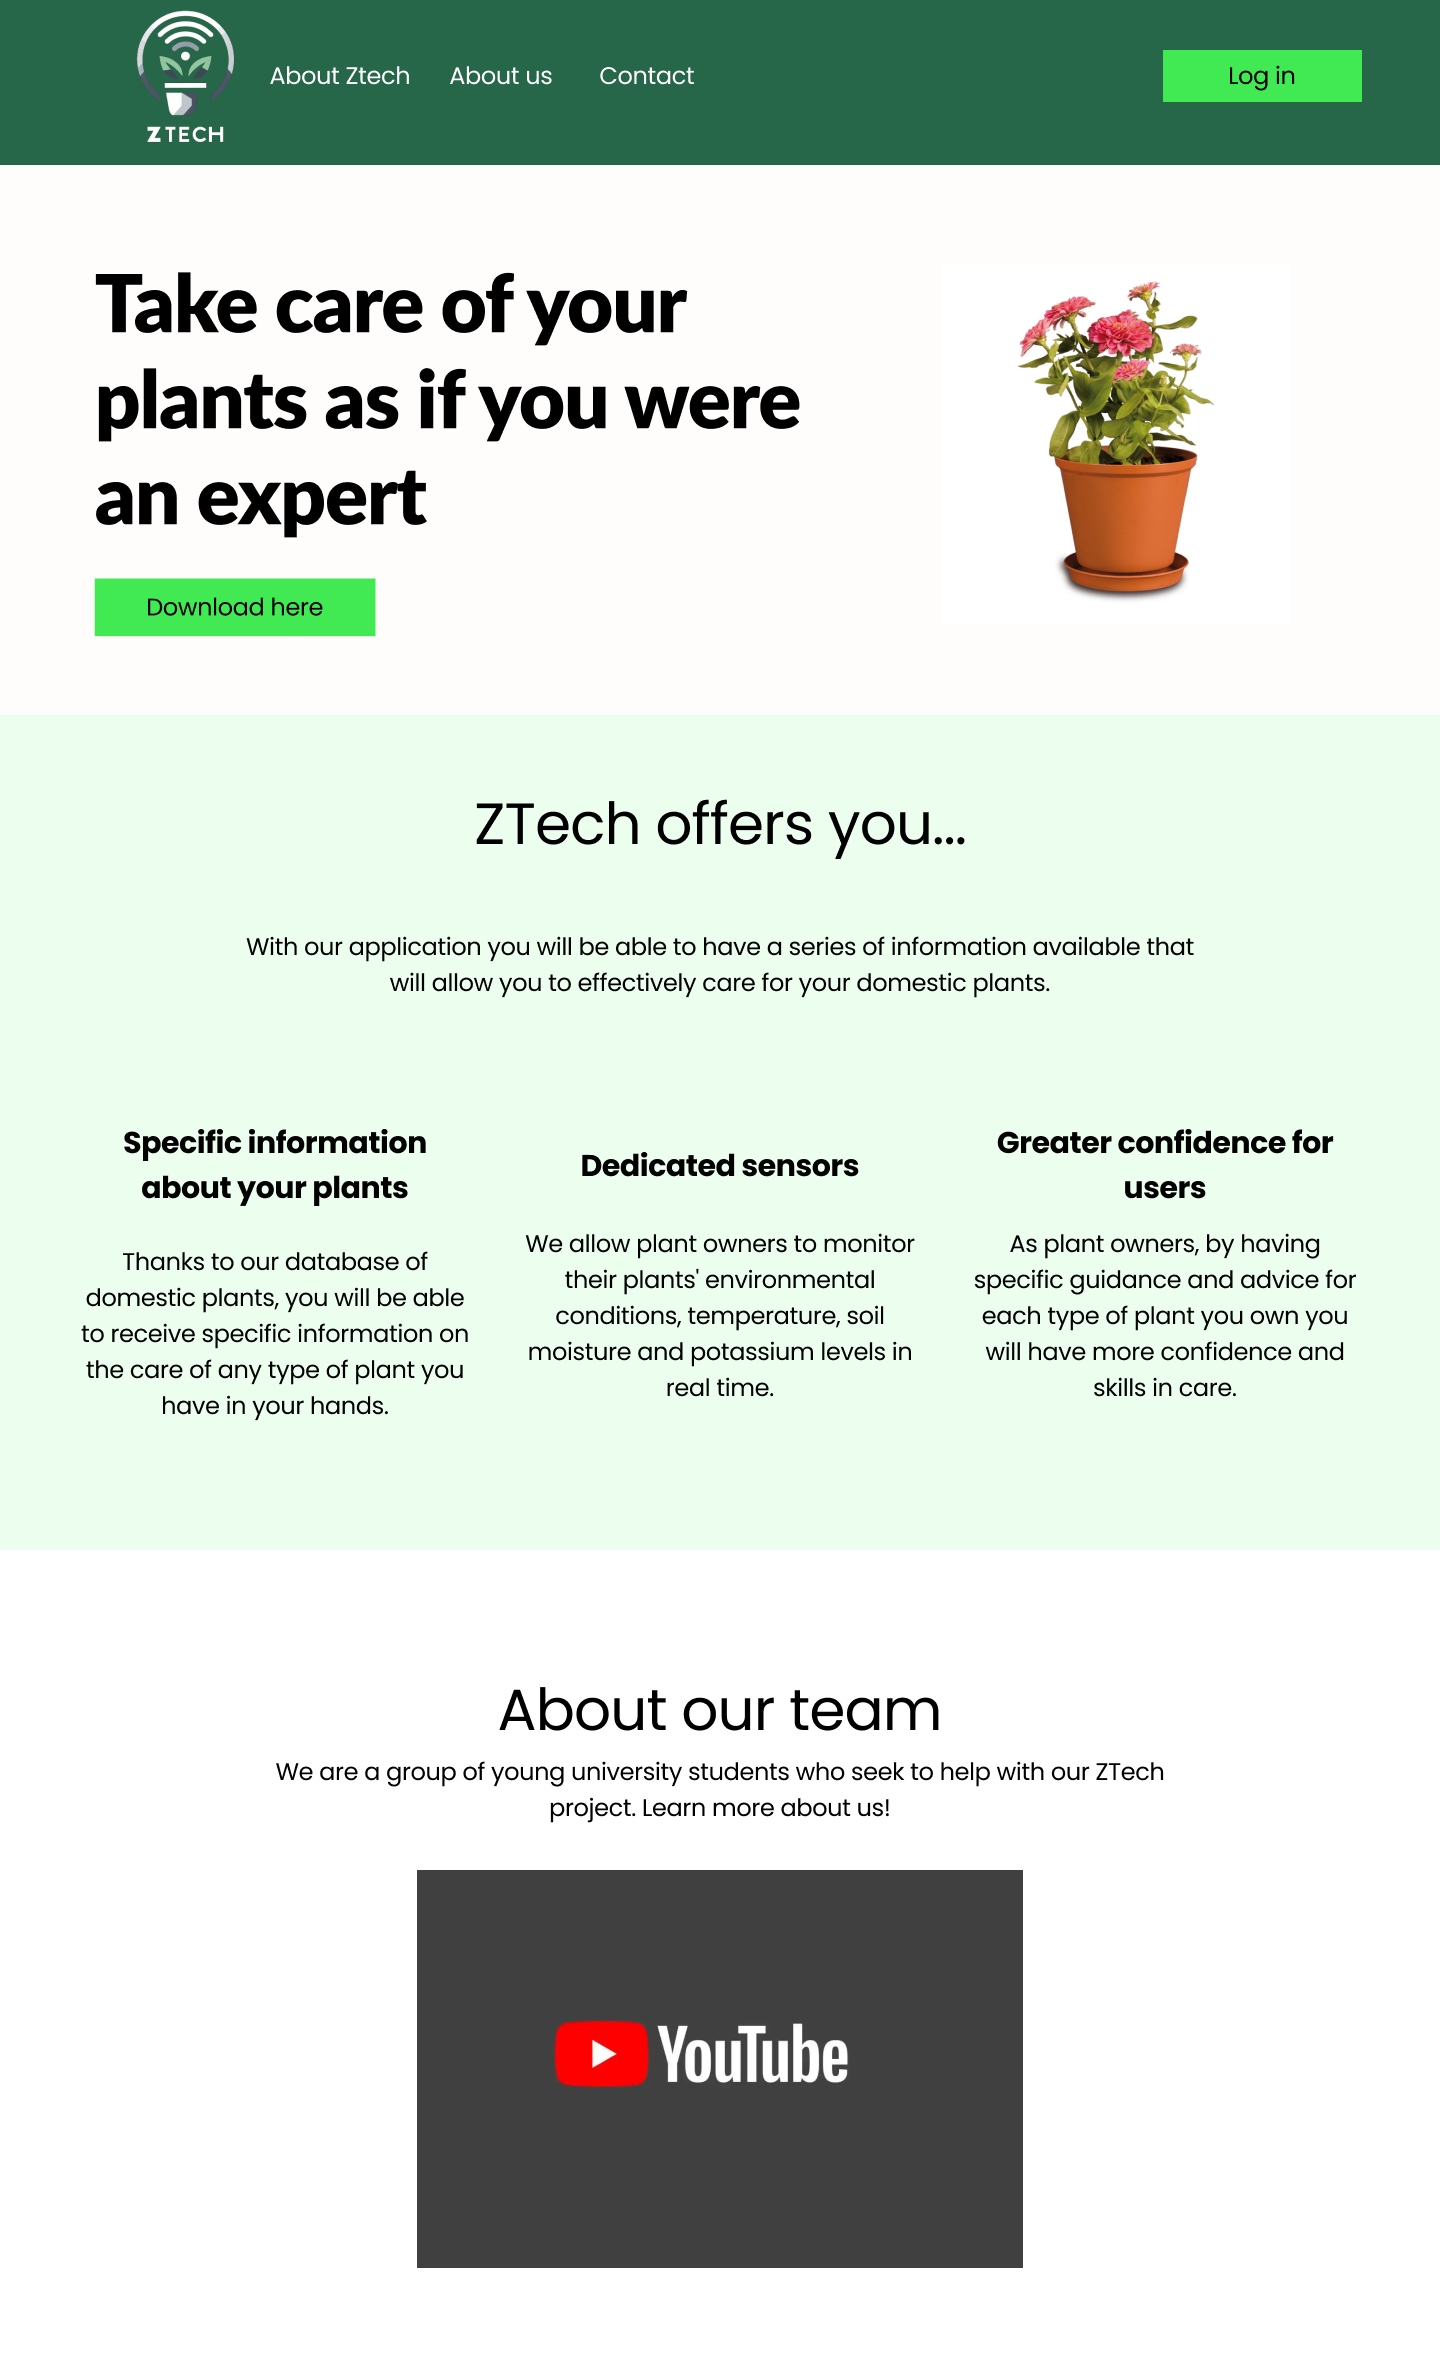 ZTECH
About Ztech
About us
Contact
Log in
Take care of your
plants as if you were
an expert
Download here
ZTech offers you...
With our application you will be able to have a series of information available that
will allow you to effectively care for your domestic plants.
Specific information
about your plants
Thanks to our database of
domestic plants, you will be able
to receive specific information on
the care of any type of plant you
have in your hands.
Dedicated sensors
We allow plant owners to monitor
their plants' environmental
conditions, temperature, soil
moisture and potassium levels in
real time.
Greater confidence for
users
As plant owners, by having
specific guidance and advice for
each type of plant you own you
will have more confidence and
skills in care.
About our team
We are a group of young university students who seek to help with our ZTech
project. Learn more about us!
YouTube